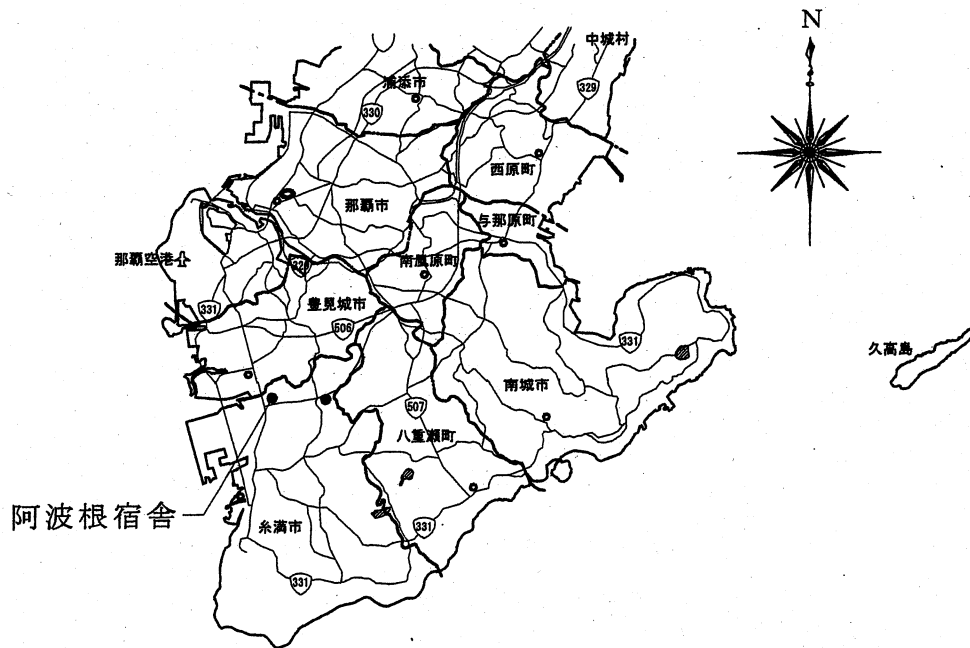 N
中城村
浦添市
330
329
西原町
那覇市
与那原町
那覇空港
南風原町
329
豊見城市
331
506
331
久高島
南城市
507
八重瀬町
阿波根宿舎
糸満市
331
331